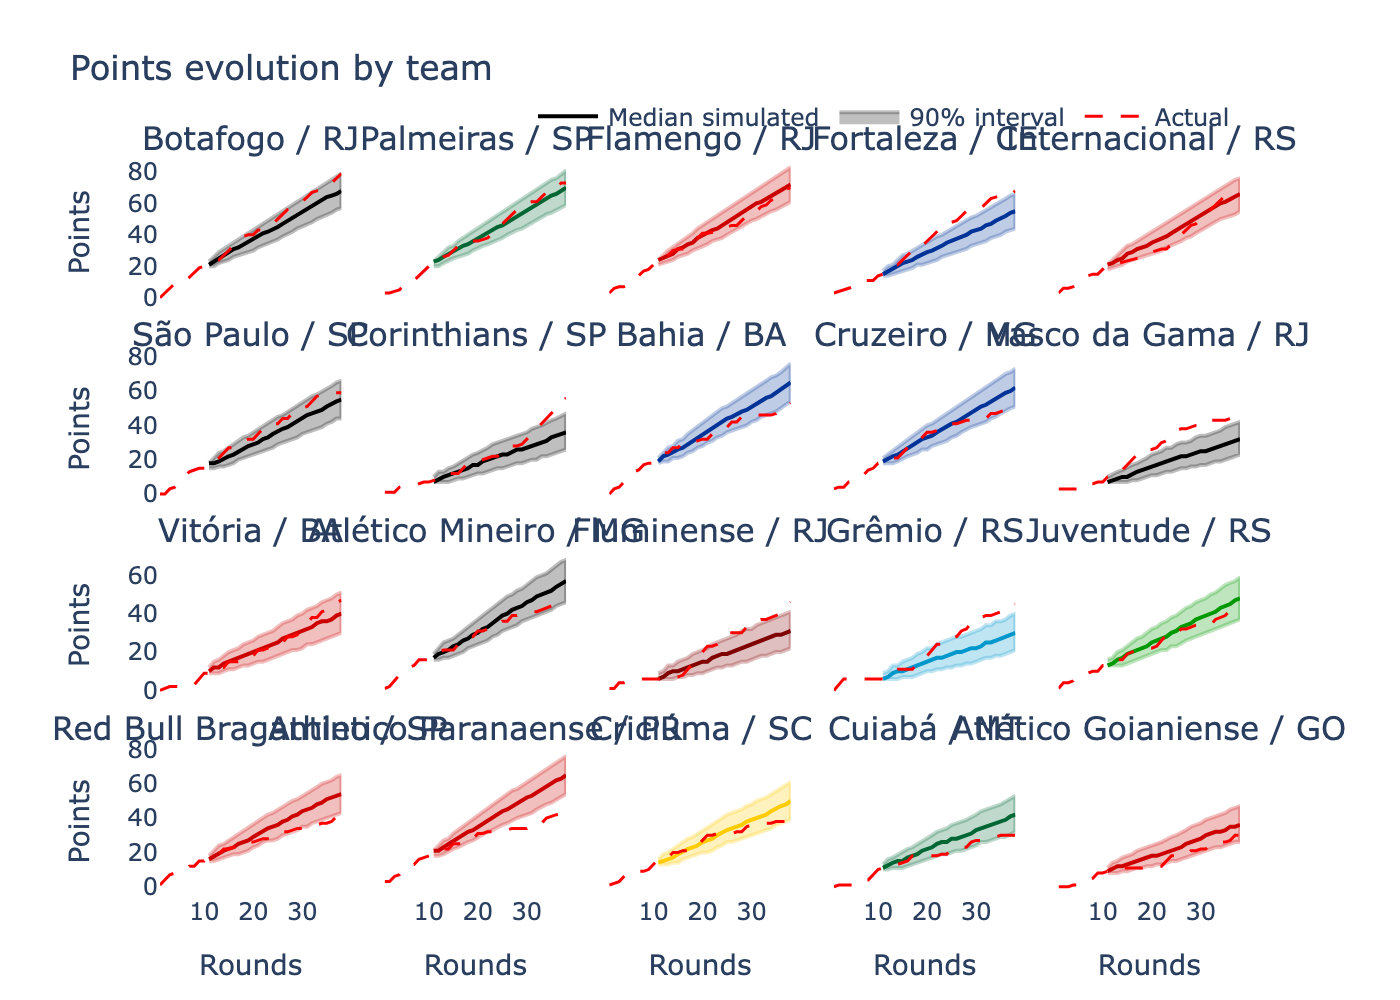 Points evolution by team
Median simulated 90% interval Actual
Botafogo / RJ Palmeiras / SP Flamengo / RJ Fortaleza / CE Internacional / RS
80
60
40
20
0
Points
São Paulo / SP Corinthians / SP Bahia / BA Cruzeiro / MG Vasco da Gama / RJ
80
60
40
20
0
Points
Vitória / BA Atlético Mineiro / MG Fluminense / RJ Grêmio / RS Juventude / RS
60
40
20
0
Points
Red Bull Bragantino / SP Athletico Paranaense / PR Criciúma / SC Cuiabá / MT Atlético Goianiense / GO
80
60
40
20
0
Points
10 20 30 10 20 30 10 20 30 10 20 30 10 20 30
Rounds Rounds Rounds Rounds Rounds